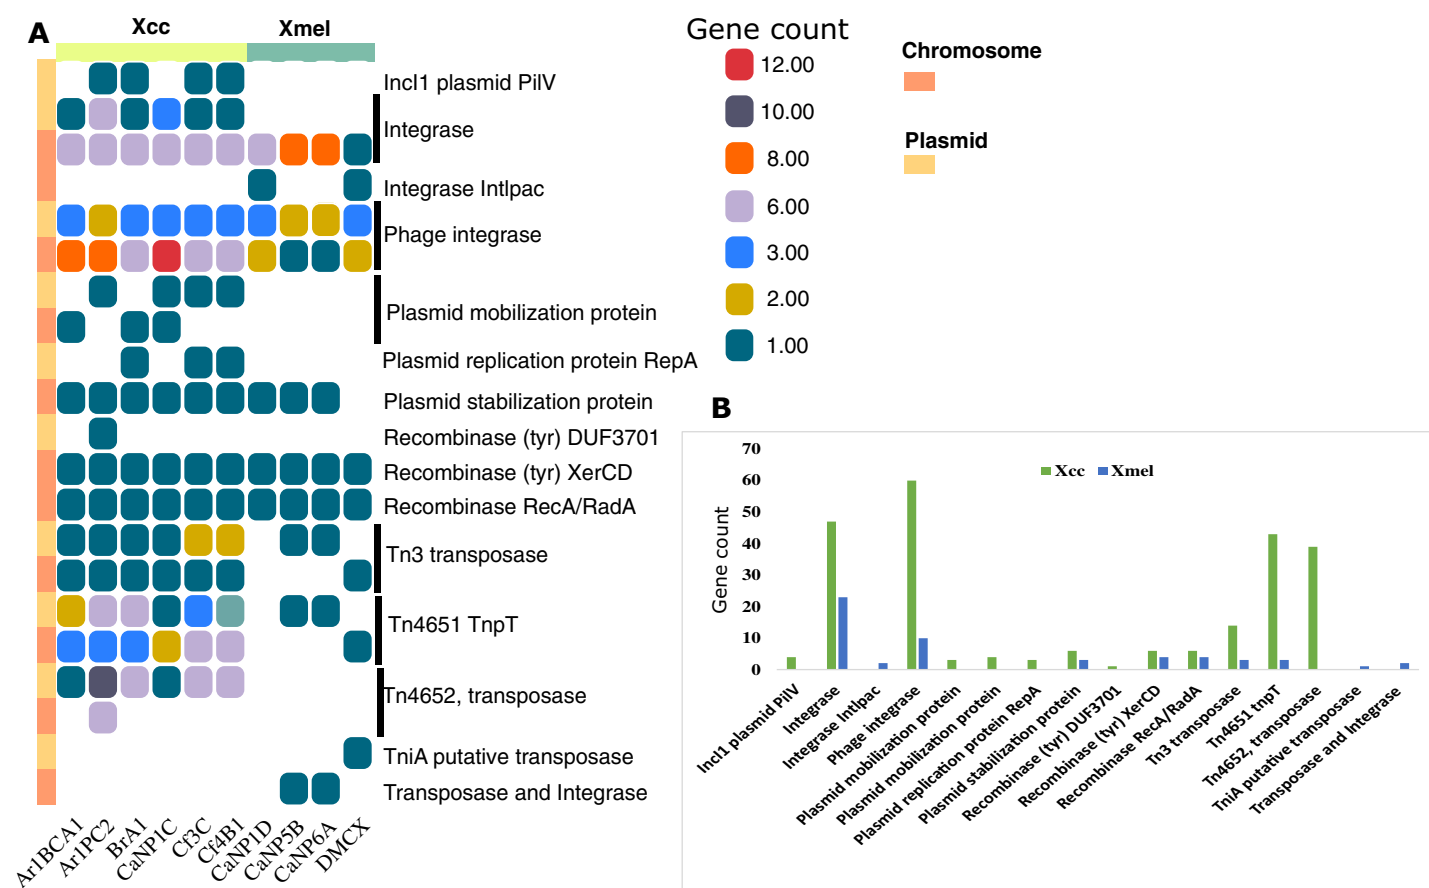 A
Xcc
Xmel
IncI1 plasmid PilV
Integrase
Integrase Intlpac
Phage integrase
Plasmid mobilization protein
Plasmid replication protein RepA
Plasmid stabilization protein
Recombinase (tyr) DUF3701
Recombinase (tyr) XerCD
Recombinase RecA/RadA
Tn3 transposase
Tn4651 TnpT
Tn4652, transposase
TniA putative transposase
Transposase and Integrase
Ar1BCA1
Ar1PC2
BrA1
CaNP1C
Cf3C
Cf4B1
CaNP1D
CaNP5B
CaNP6A
DMCX
Gene count
12.00
10.00
8.00
6.00
3.00
2.00
1.00
Chromosome
Plasmid
B
Xcc
Xmel
Gene count
70
60
50
40
30
20
10
0
IncI1 plasmid PilV
Integrase
Integrase Intlpac
Phage integrase
Plasmid mobilization protein
Plasmid mobilization protein
Plasmid replication protein RepA
Plasmid stabilization protein
Recombinase (tyr) DUF3701
Recombinase (tyr) XerCD
Recombinase RecA/RadA
Tn3 transposase
Tn4651 tnpT
Tn4652, transposase
TniA putative transposase
Transposase and Integrase